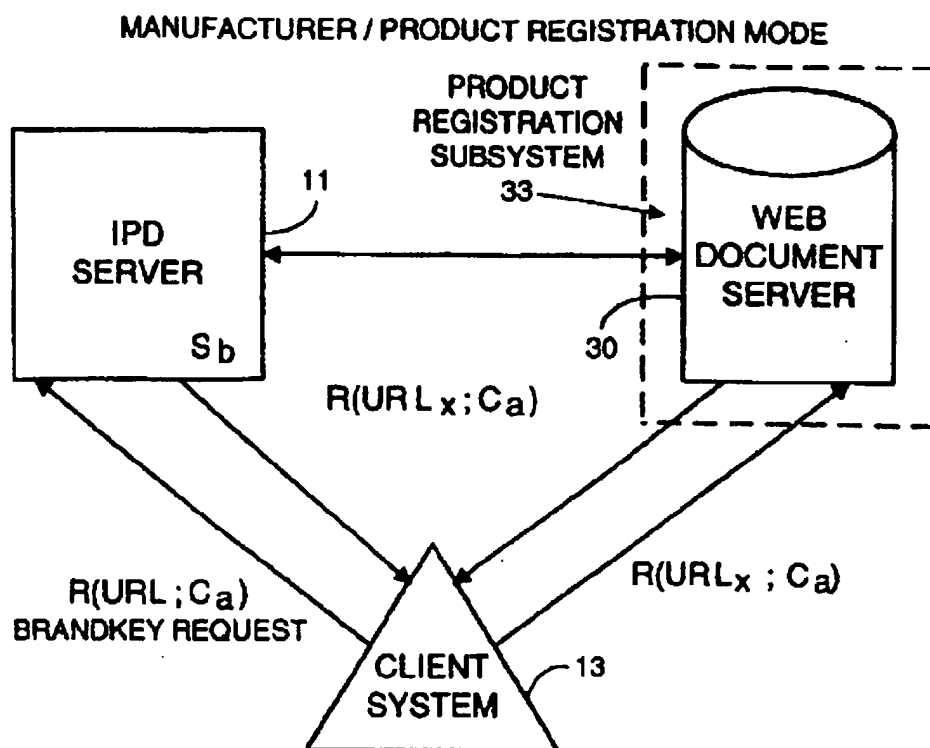 MANUFACTURER / PRODUCT REGISTRATION MODE
PRODUCT
REGISTRATION
SUBSYSTEM
33
11
IPD
SERVER
Sb
WEB
DOCUMENT
SERVER
30
R(URLx; Ca)
R(URL; Ca)
BRANDKEY REQUEST
R(URLx; Ca)
CLIENT
SYSTEM
13